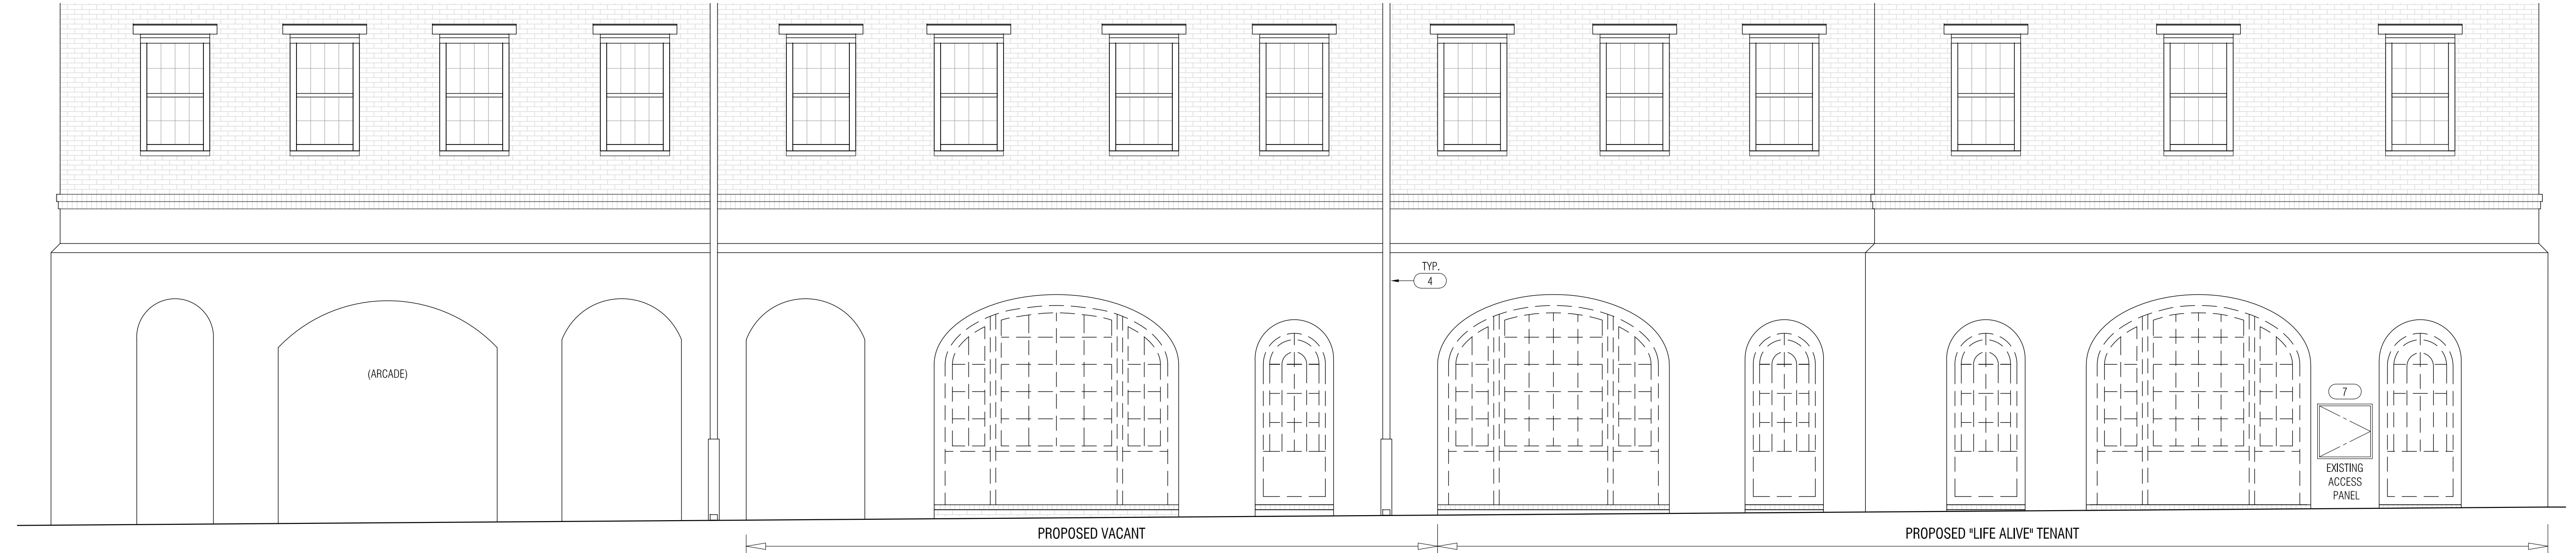 TYP.
4
(ARCADE)
7
EXISTING
ACCESS
PANEL
PROPOSED VACANT
PROPOSED "LIFE ALIVE" TENANT